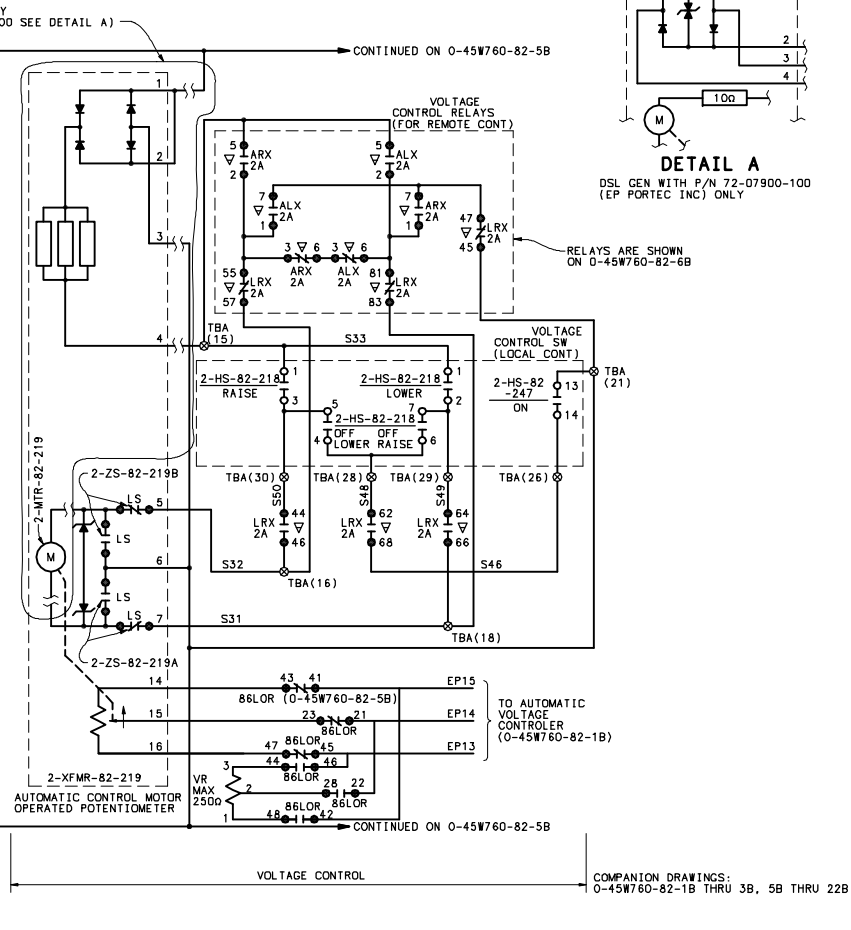 Y
00 SEE DETAIL A)
CONTINUED ON 0-45W760-82-5B
2
3
4
10Ω
M
DETAIL A
DSL GEN WITH P/N 72-07900-100
(EP PORTEC INC) ONLY
1
2
3
4
VOLTAGE
CONTROL RELAYS
(FOR REMOTE CONT)
5
ARX
2A
2
5
ALX
2A
2
7
ALX
2A
1
7
ARX
2A
1
47
LRX
2A
45
3 6
ARX
2A
3 6
ALX
2A
55
LRX
2A
57
81
LRX
2A
83
RELAYS ARE SHOWN
ON 0-45W760-82-6B
TBA
(15)
S33
VOLTAGE
CONTROL SW
(LOCAL CONT)
TBA
(21)
2-HS-82-218
RAISE
1
3
2-HS-82-218
LOWER
1
2
2-HS-82
-247
ON
13
14
5 7
2-HS-82-218
OFF OFF
LOWER RAISE
4 6
TBA(30)
TBA(28)
TBA(29)
TBA(26)
S50
S48
S49
44
LRX
2A
46
62
LRX
2A
68
64
LRX
2A
66
S32
TBA(16)
S46
S31
TBA(18)
2-MTR-82-219
2-ZS-82-219B
LS
5
LS
M
6
LS
LS
7
2-ZS-82-219A
14
43 41
EP15
86LOR (0-45W760-82-5B)
15
23 21
86LOR
EP14
16
86LOR
47 45
EP13
TO AUTOMATIC
VOLTAGE
CONTROLER
(0-45W760-82-1B)
44 46
86LOR
VR
MAX
250Ω
3
2
1
28 22
86LOR
86LOR
48 42
2-XFMR-82-219
AUTOMATIC CONTROL MOTOR
OPERATED POTENTIOMETER
CONTINUED ON 0-45W760-82-5B
VOLTAGE CONTROL
COMPANION DRAWINGS:
0-45W760-82-1B THRU 3B, 5B THRU 22B